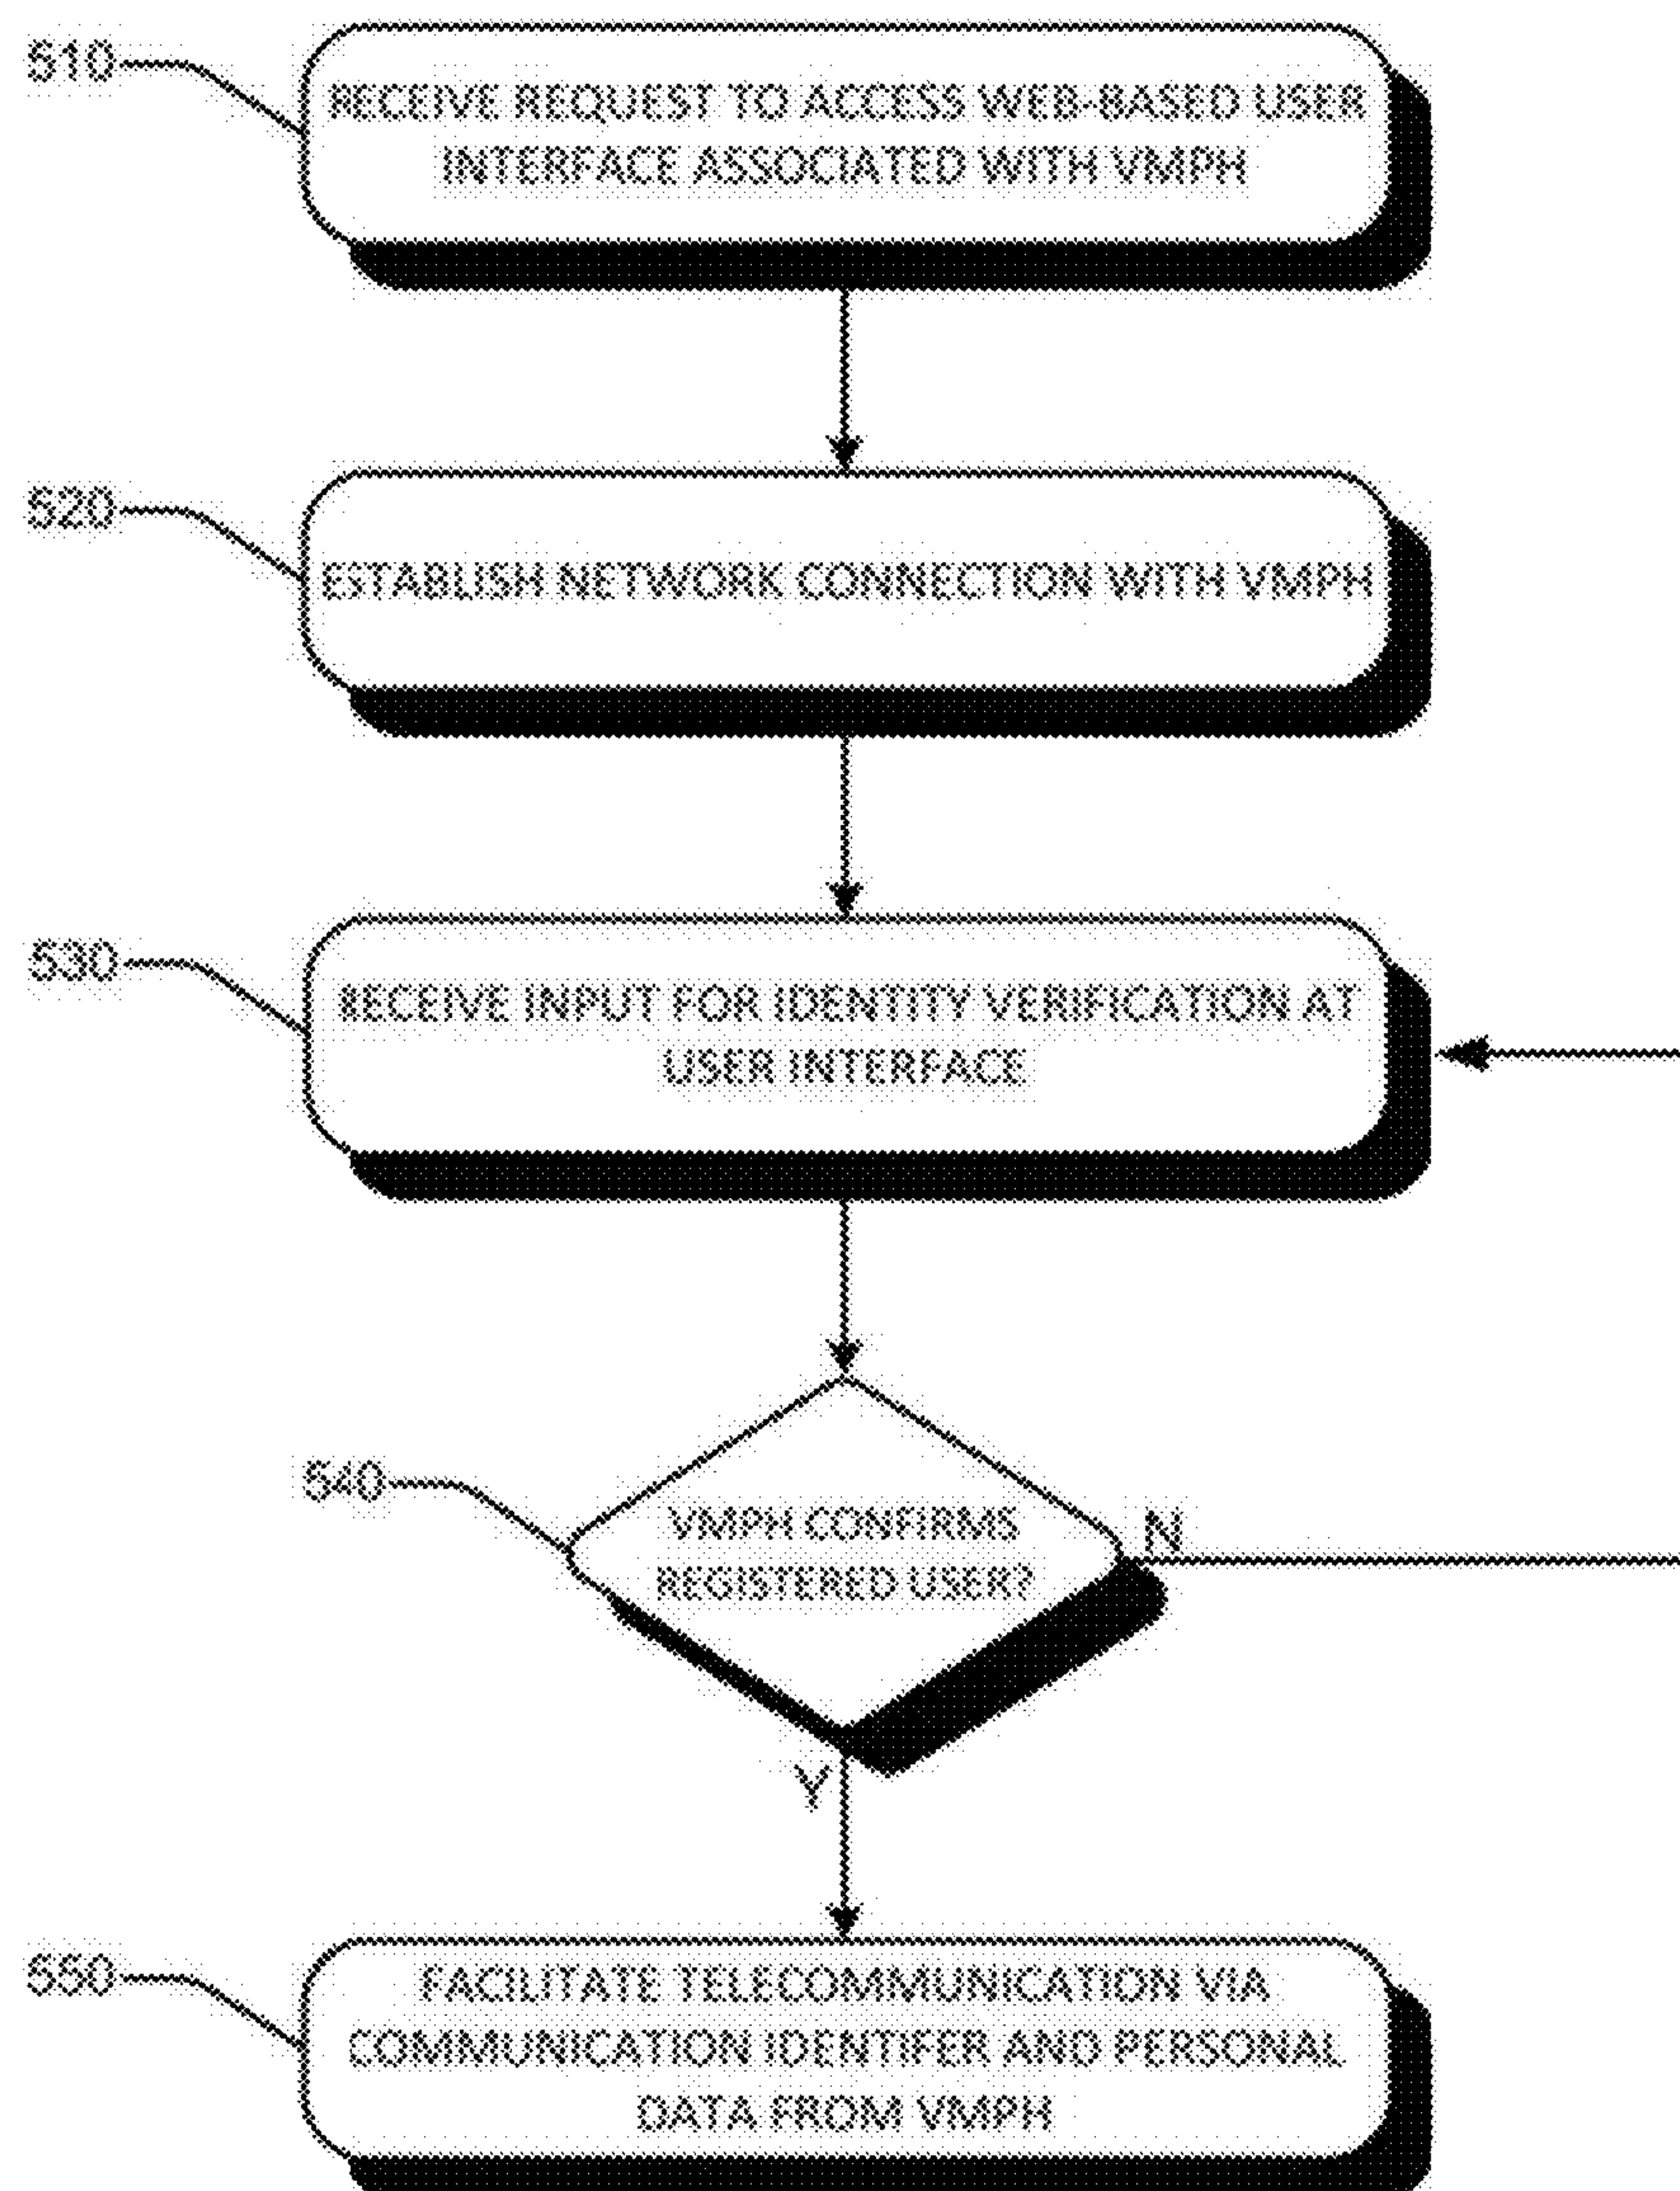 510
RECEIVE REQUEST TO ACCESS WEB-BASED USER
INTERFACE ASSOCIATED WITH VMPH
520
ESTABLISH NETWORK CONNECTION WITH VMPH
530
RECEIVE INPUT FOR IDENTITY VERIFICATION AT
USER INTERFACE
540
VMPH CONFIRMS
REGISTERED USER?
N
Y
550
FACILITATE TELECOMMUNICATION VIA
COMMUNICATION IDENTIFER AND PERSONAL
DATA FROM VMPH